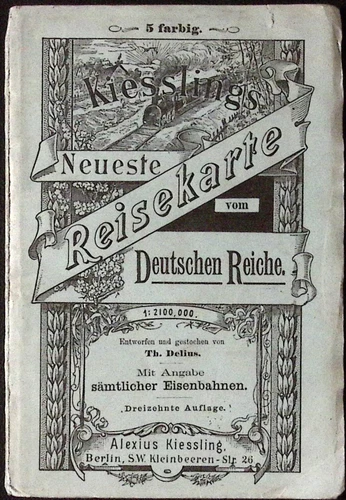 5 farbig.
Kiesslings
Neueste
Reisekarte
vom
Deutschen Reiche.
1:2100,000.
Entworfen und gestochen von
Th. Delius.
Mit Angabe
sämtlicher Eisenbahnen.
Dreizehnte Auflage.
Alexius Kiessling.
Berlin, S.W. Kleinbeeren-Str. 26